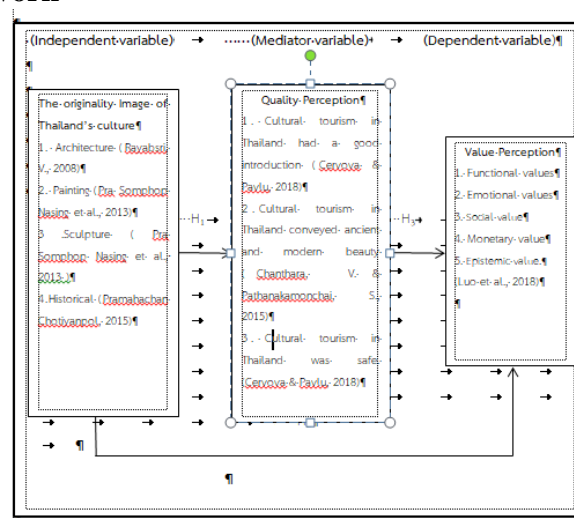 (Independent variable) → ......(Mediator variable) → (Dependent variable)¶
The originality Image of
Thailand's culture¶
1. Architecture (Rayabsti,
V., 2008)¶
2. Painting (Pra Somphop
Nasing et al., 2013)¶
3 .Sculpture ( Pra
Somphop Nasing et al.,
2013.)¶
4.Historical (Pramahachan
Chotiyanpol, 2015)¶
H₁
Quality Perception¶
1. Cultural tourism in
Thailand had a good
introduction ( Cervova &
Pavlu, 2018)¶
2. Cultural tourism in
Thailand conveyed ancient
and modern beauty
( Chanthara, V. &
Pathanakamonchai, S.,
2015)¶
3. Cultural tourism in
Thailand was safe
(Cervova & Pavlu, 2018)¶
H₃
Value Perception¶
1. Functional values¶
2. Emotional values¶
3. Social value¶
4. Monetary value¶
5. Epistemic value.¶
(Luo et al., 2018)¶